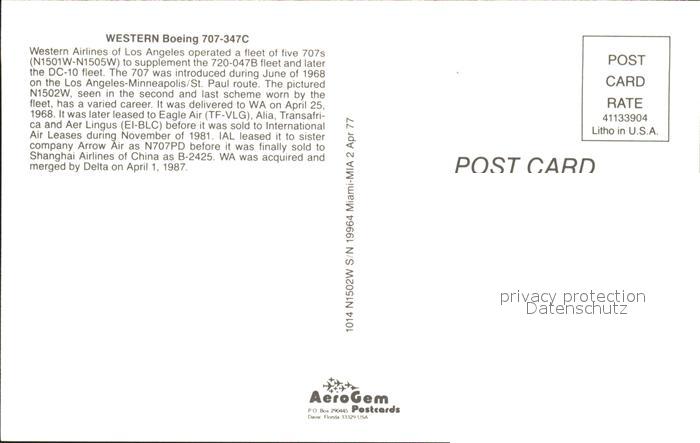 WESTERN Boeing 707-347C
Western Airlines of Los Angeles operated a fleet of five 707s
(N1501W-N1505W) to supplement the 720-047B fleet and later
the DC-10 fleet. The 707 was introduced during June of 1968
on the Los Angeles-Minneapolis/St. Paul route. The pictured
N1502W, seen in the second and last scheme worn by the
fleet, has a varied career. It was delivered to WA on April 25,
1968. It was later leased to Eagle Air (TF-VLG), Alia, Transafri-
ca and Aer Lingus (EI-BLC) before it was sold to International
Air Leases during November of 1981. IAL leased it to sister
company Arrow Air as N707PD before it was finally sold to
Shanghai Airlines of China as B-2425. WA was acquired and
merged by Delta on April 1, 1987.
1014 N1502W S/N 19964 Miami-MIA 2 Apr 77
POST
CARD
RATE
41133904
Litho in U.S.A.
POST CARD
privacy protection
Datenschutz
AeroGem
Postcards
P.O. Box 290445
Davie, Florida 33329 USA